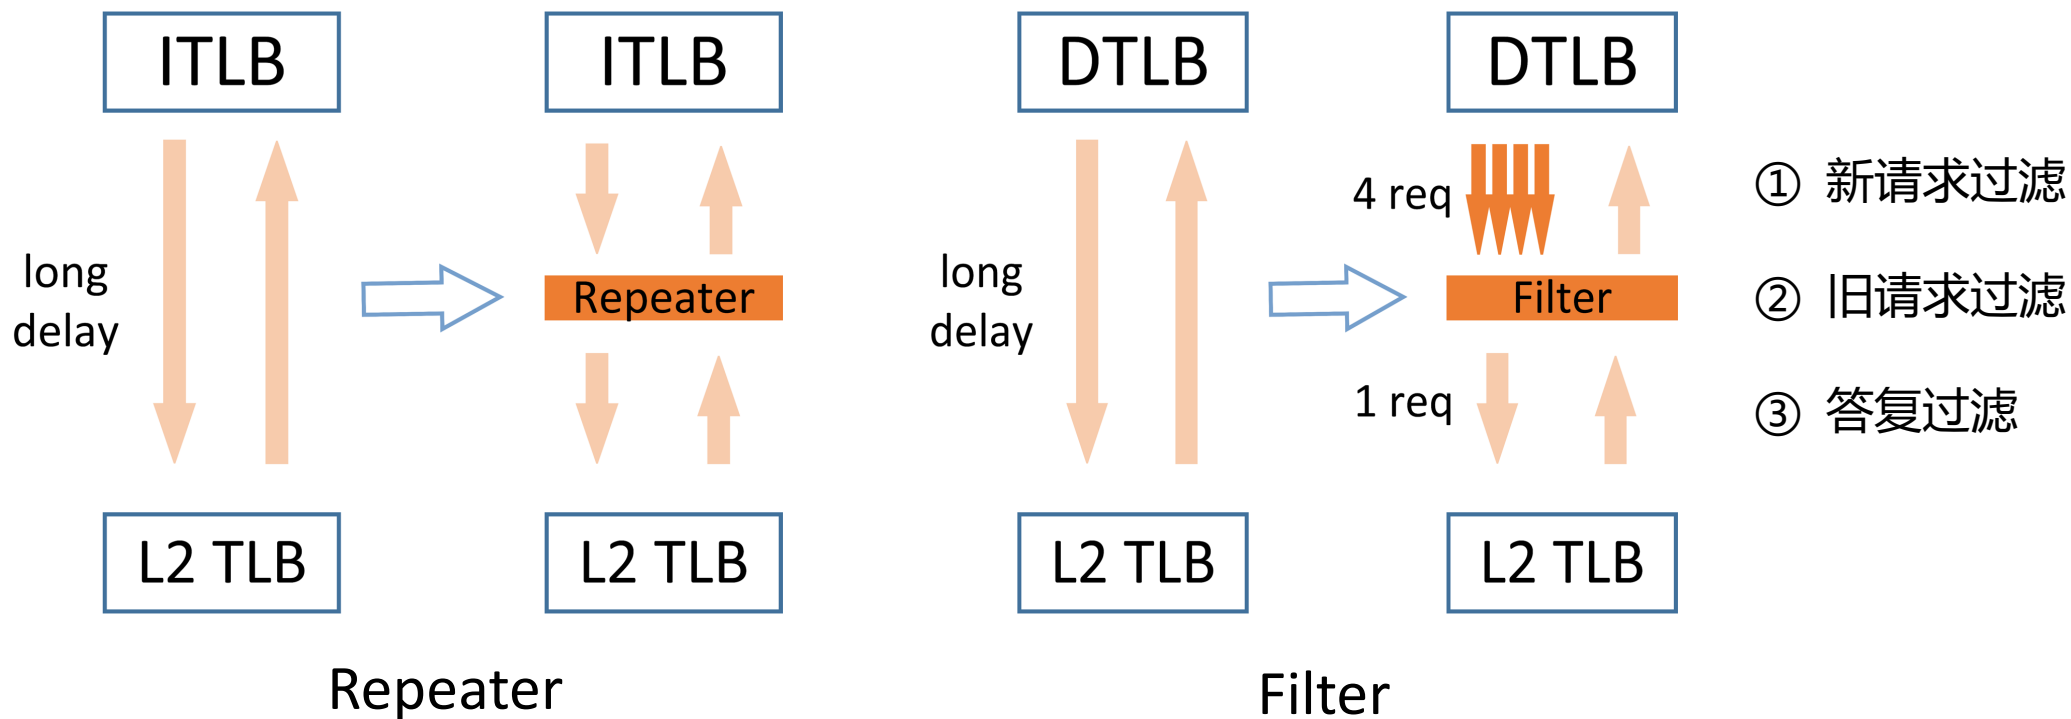 ITLB
ITLB
DTLB
DTLB
long
delay
Repeater
L2 TLB
L2 TLB
Repeater
long
delay
4 req
Filter
1 req
L2 TLB
L2 TLB
Filter
① 新请求过滤
② 旧请求过滤
③ 答复过滤